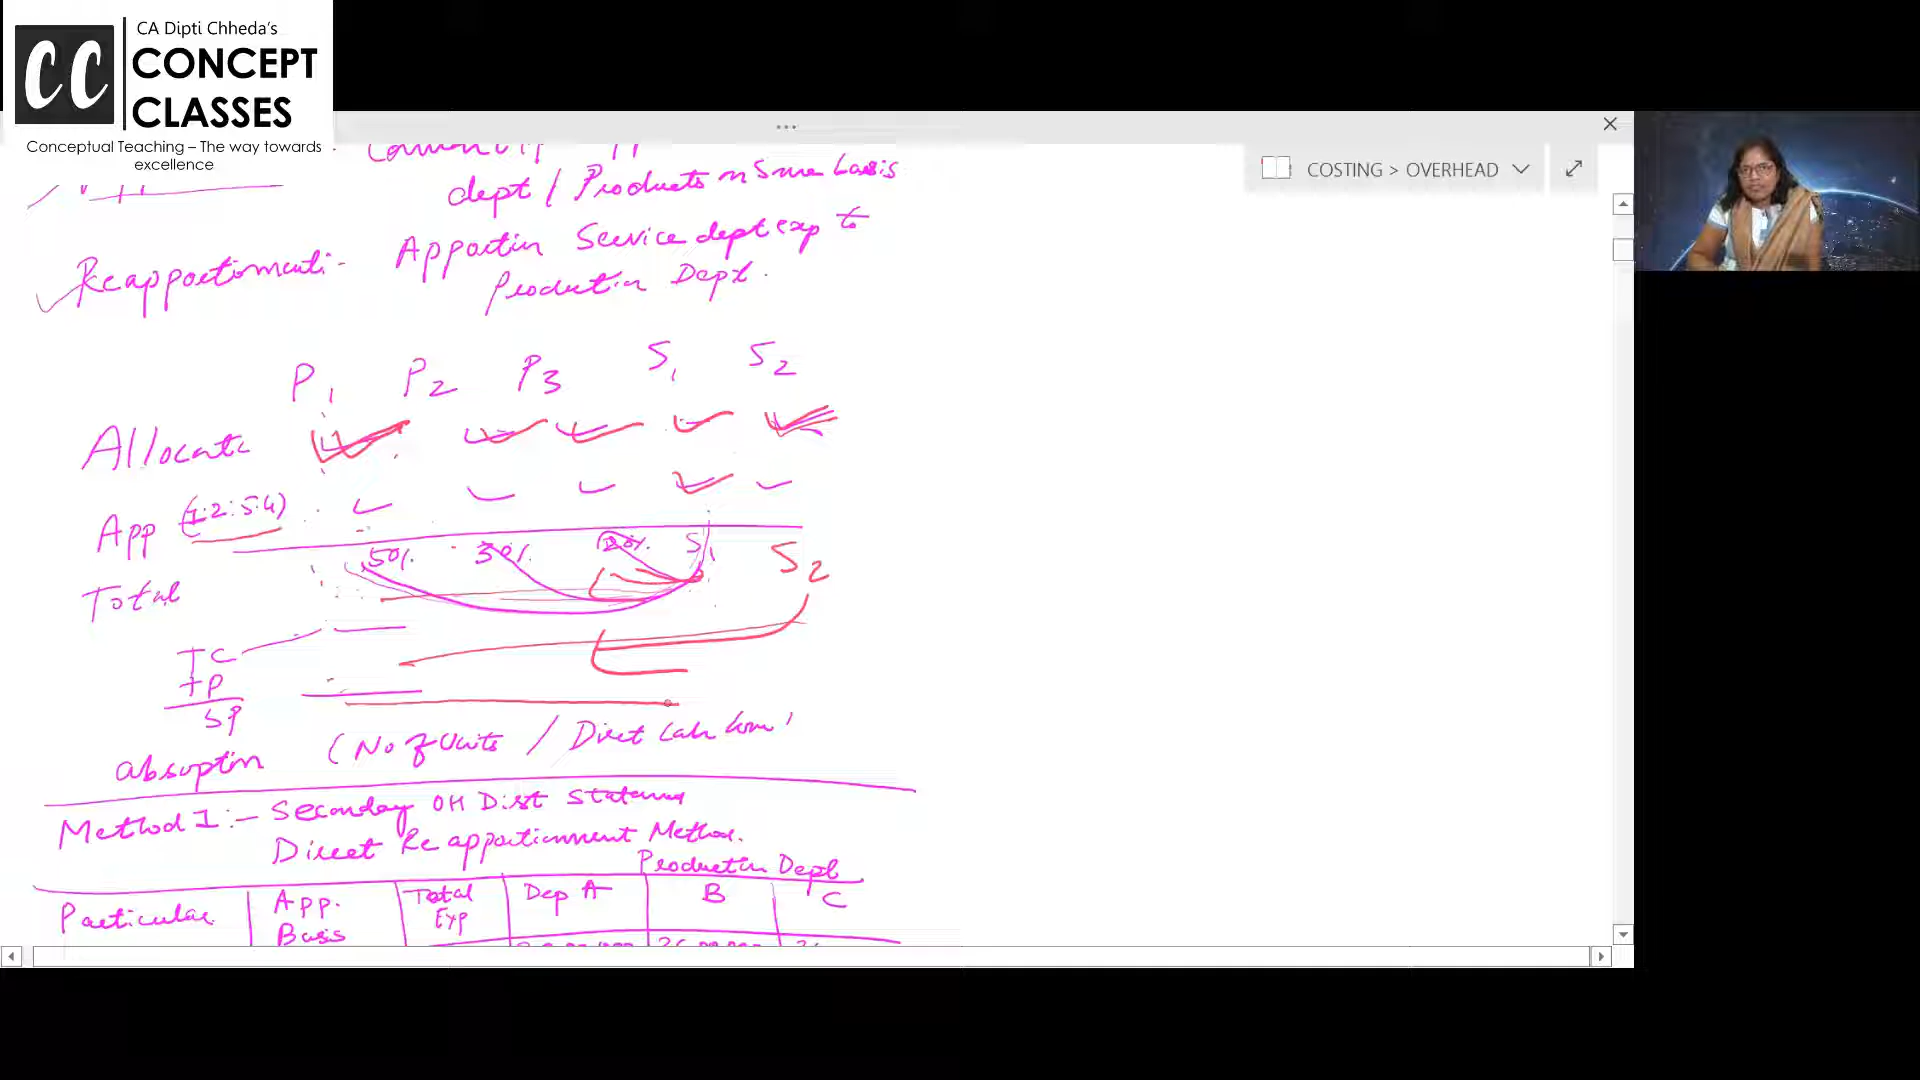 CA Dipti Chheda's
CC CONCEPT
CLASSES
Conceptual Teaching – The way towards
excellence
COSTING > OVERHEAD
dept / Products on Same basis
Reapportionment:- Apportion Service dept exp to
Production Dept.
P1 P2 P3 S1 S2
Allocate
App (1:2:5:4)
50% 30% 20% S1 S2
Total
TC
+P
SP
absorption (No of Units / Direct Lab hours)
Method 1:- Secondary OH Dist Statement
Direct Reapportionment Method.
Production Dept
Particular App. Basis Total Exp Dep A B C